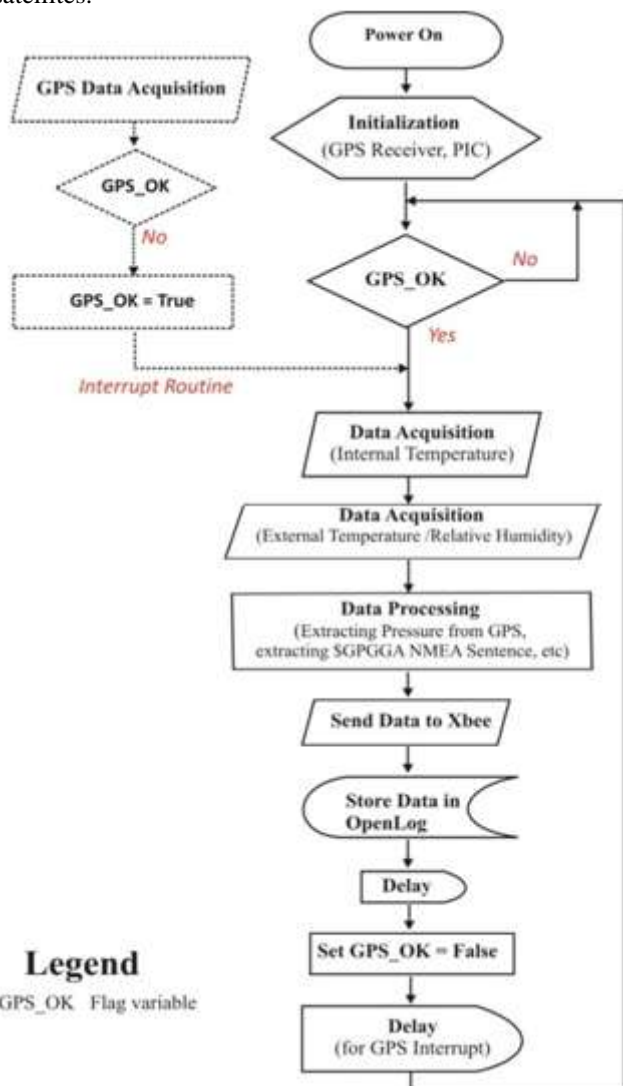 satellites.
Power On
GPS Data Acquisition
Initialization
(GPS Receiver, PIC)
GPS_OK
No
GPS_OK = True
Interrupt Routine
GPS_OK
No
Yes
Data Acquisition
(Internal Temperature)
Data Acquisition
(External Temperature /Relative Humidity)
Data Processing
(Extracting Pressure from GPS,
extracting $GPGGA NMEA Sentence, etc)
Send Data to Xbee
Store Data in
OpenLog
Delay
Set GPS_OK = False
Delay
(for GPS Interrupt)
Legend
GPS_OK Flag variable